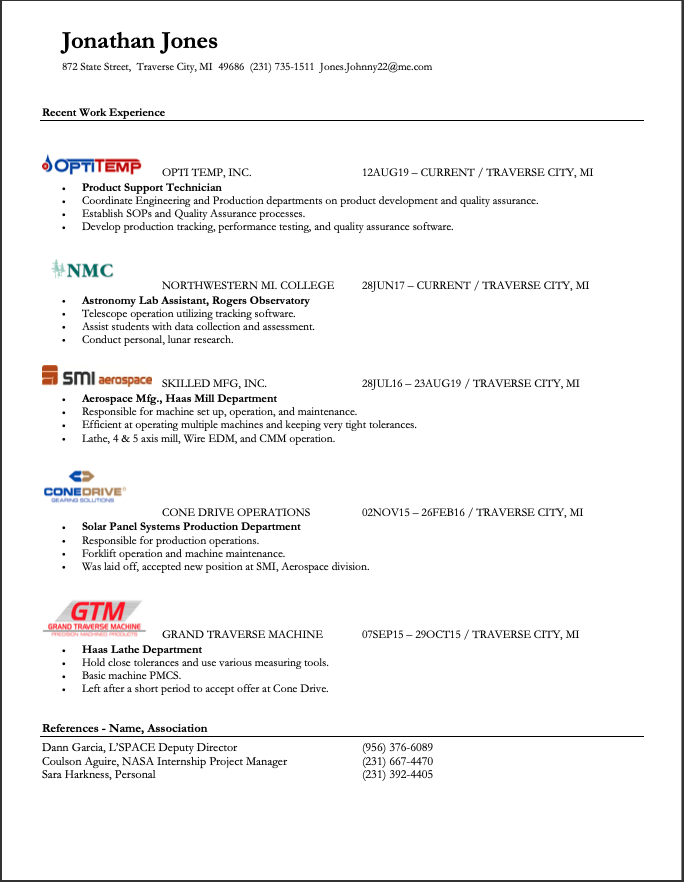 Jonathan Jones
872 State Street, Traverse City, MI 49686 (231) 735-1511 Jones.Johnny22@me.com
Recent Work Experience
OPTITEMP OPTI TEMP, INC. 12AUG19 – CURRENT / TRAVERSE CITY, MI
• Product Support Technician
• Coordinate Engineering and Production departments on product development and quality assurance.
• Establish SOPs and Quality Assurance processes.
• Develop production tracking, performance testing, and quality assurance software.
NMC
NORTHWESTERN MI. COLLEGE 28JUN17 – CURRENT / TRAVERSE CITY, MI
• Astronomy Lab Assistant, Rogers Observatory
• Telescope operation utilizing tracking software.
• Assist students with data collection and assessment.
• Conduct personal, lunar research.
smi aerospace SKILLED MFG, INC. 28JUL16 – 23AUG19 / TRAVERSE CITY, MI
• Aerospace Mfg., Haas Mill Department
• Responsible for machine set up, operation, and maintenance.
• Efficient at operating multiple machines and keeping very tight tolerances.
• Lathe, 4 & 5 axis mill, Wire EDM, and CMM operation.
CONEDRIVE
GEARING SOLUTIONS
CONE DRIVE OPERATIONS 02NOV15 – 26FEB16 / TRAVERSE CITY, MI
• Solar Panel Systems Production Department
• Responsible for production operations.
• Forklift operation and machine maintenance.
• Was laid off, accepted new position at SMI, Aerospace division.
GTM
GRAND TRAVERSE MACHINE
PRECISION MACHINED PRODUCTS
GRAND TRAVERSE MACHINE 07SEP15 – 29OCT15 / TRAVERSE CITY, MI
• Haas Lathe Department
• Hold close tolerances and use various measuring tools.
• Basic machine PMCS.
• Left after a short period to accept offer at Cone Drive.
References - Name, Association
Dann Garcia, L'SPACE Deputy Director (956) 376-6089
Coulson Aguire, NASA Internship Project Manager (231) 667-4470
Sara Harkness, Personal (231) 392-4405